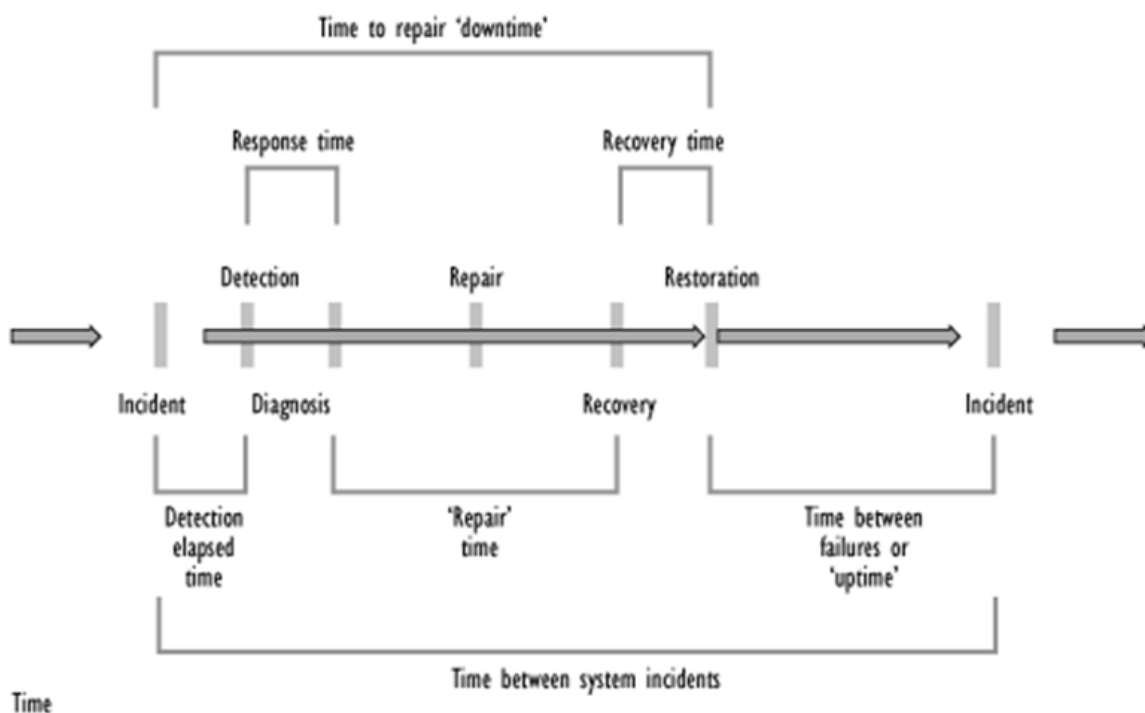 Time to repair ‘downtime’
Response time
Recovery time
Detection
Repair
Restoration
Incident
Diagnosis
Recovery
Incident
Detection
elapsed
time
‘Repair’
time
Time between
failures or
‘uptime’
Time between system incidents
Time